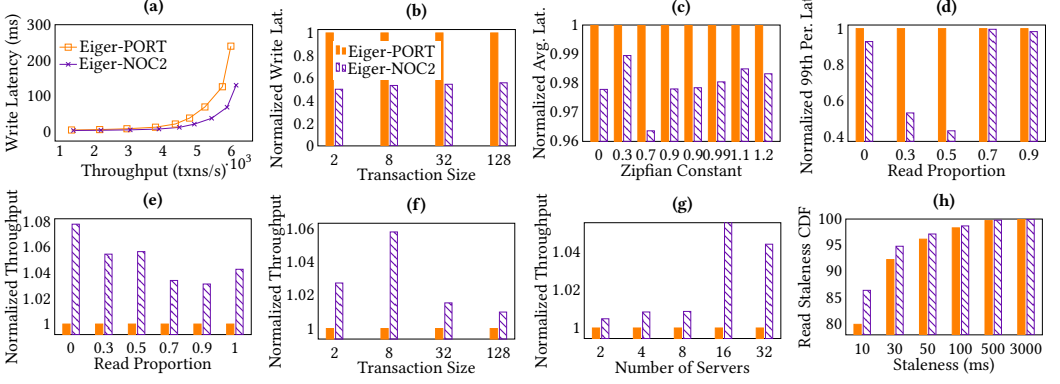 (a)
Write Latency (ms)
300
200
100
0
Eiger-PORT
Eiger-NOC2
1 2 3 4 5 6
Throughput (txns/s) ·10³
(b)
Normalized Write Lat.
1
0.8
0.6
0.4
0.2
0
Eiger-PORT
Eiger-NOC2
2 8 32 128
Transaction Size
(c)
Normalized Avg. Lat.
1
0.99
0.98
0.97
0.96
0 0.3 0.7 0.9 0.9 0.991.1 1.2
Zipfian Constant
(d)
Normalized 99th Per. Lat
1
0.8
0.6
0.4
0 0.3 0.5 0.7 0.9
Read Proportion
(e)
Normalized Throughput
1.08
1.06
1.04
1.02
1
0 0.3 0.5 0.7 0.9 1
Read Proportion
(f)
Normalized Throughput
1.06
1.04
1.02
1
2 8 32 128
Transaction Size
(g)
Normalized Throughput
1.04
1.02
1
2 4 8 16 32
Number of Servers
(h)
Read Staleness CDF
100
95
90
85
80
10 30 50 100 500 3000
Staleness (ms)